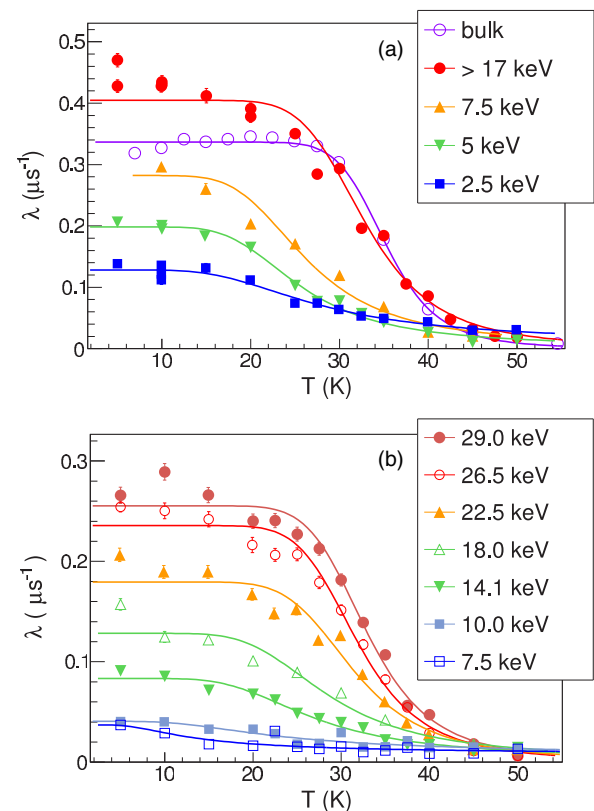 0.5
0.4
0.3
0.2
0.1
0
λ (μs⁻¹)
(a)
bulk
> 17 keV
7.5 keV
5 keV
2.5 keV
10 20 30 40 50
T (K)
0.3
0.2
0.1
0
λ ( μs⁻¹)
(b)
29.0 keV
26.5 keV
22.5 keV
18.0 keV
14.1 keV
10.0 keV
7.5 keV
10 20 30 40 50
T (K)